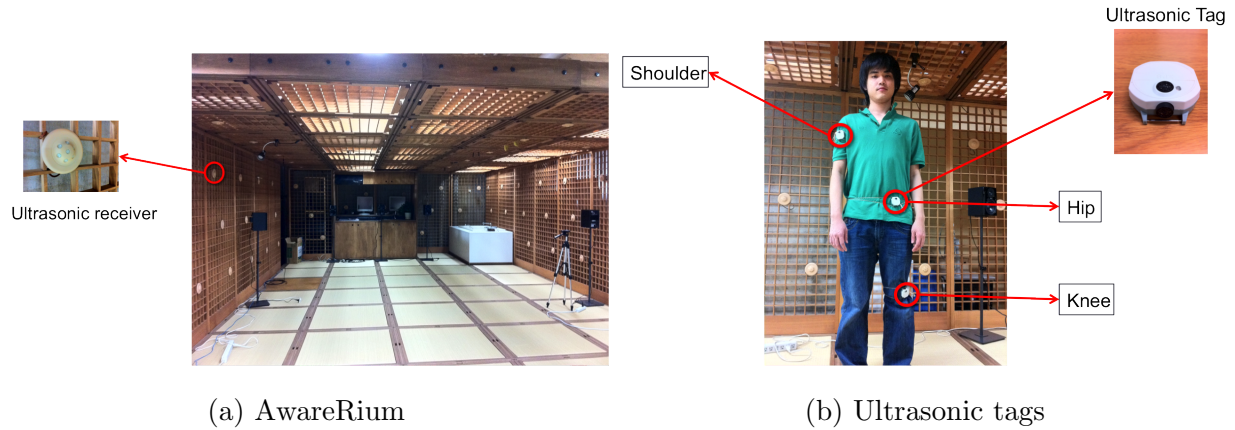 Ultrasonic Tag
Shoulder
Ultrasonic receiver
Hip
Knee
(a) AwareRium
(b) Ultrasonic tags